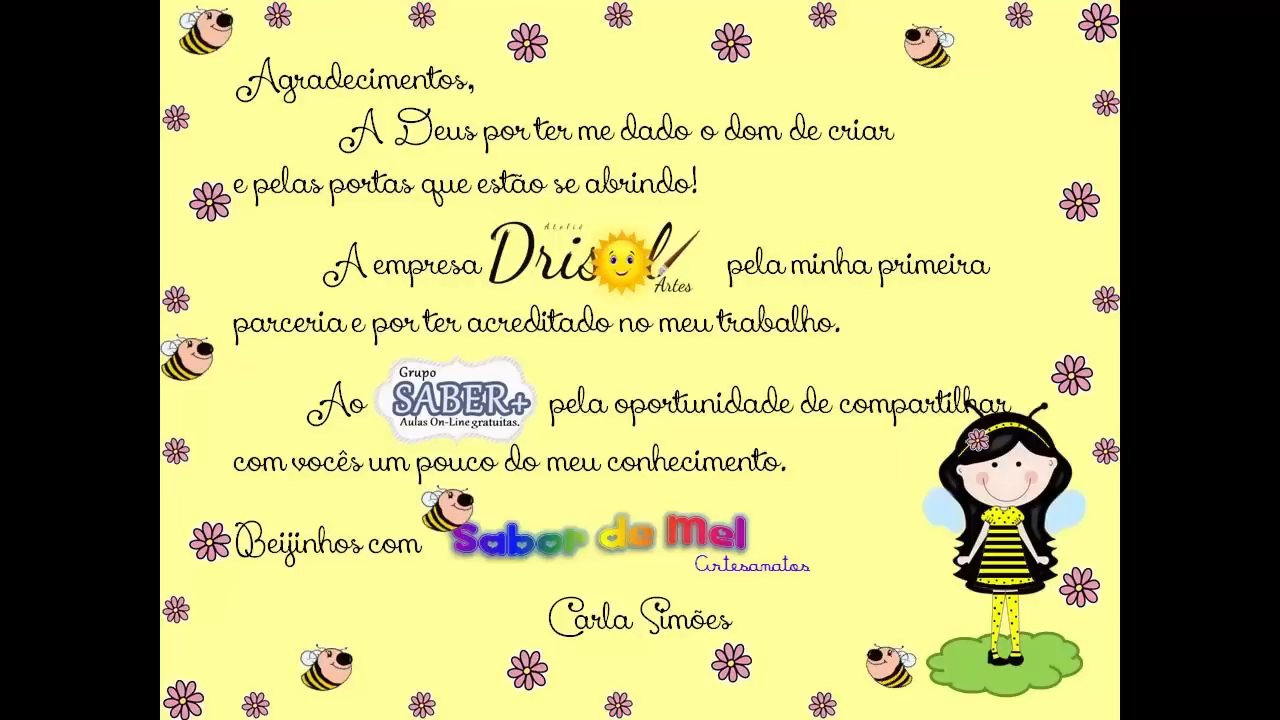 Agradecimentos,
A Deus por ter me dado o dom de criar
e pelas portas que estão se abrindo!
A empresa Ateliê Drisol Artes pela minha primeira
parceria e por ter acreditado no meu trabalho.
Ao Grupo SABER+ Aulas On-Line gratuitas. pela oportunidade de compartilhar
com vocês um pouco do meu conhecimento.
Beijinhos com Sabor de Mel
Artesanatos
Carla Simões